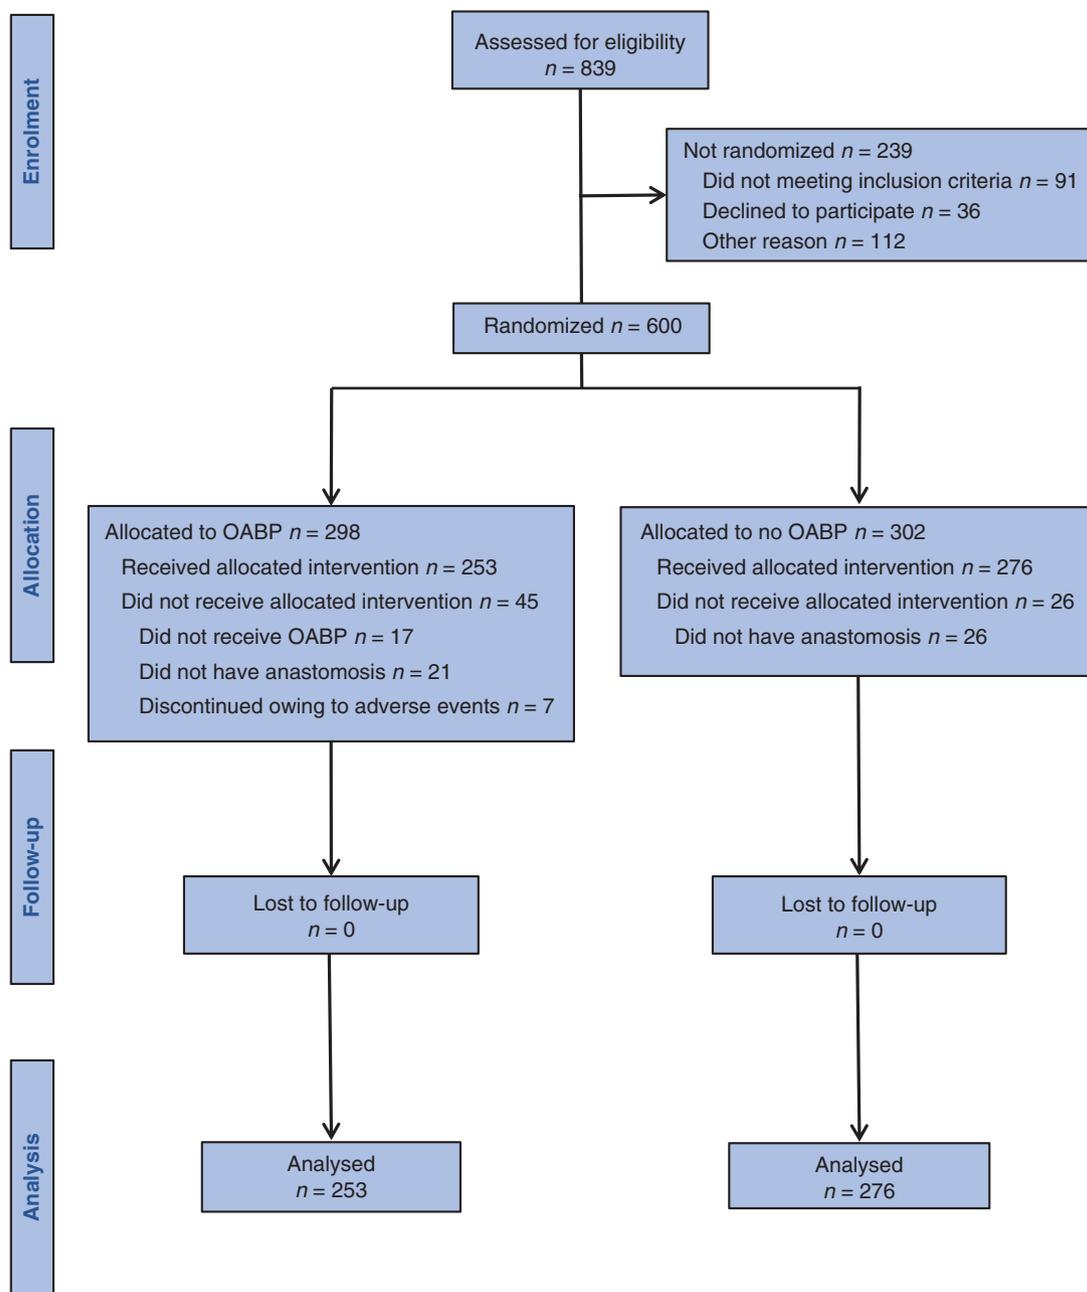 Enrolment
Assessed for eligibility
n = 839
Not randomized n = 239
Did not meeting inclusion criteria n = 91
Declined to participate n = 36
Other reason n = 112
Randomized n = 600
Allocation
Allocated to OABP n = 298
Received allocated intervention n = 253
Did not receive allocated intervention n = 45
Did not receive OABP n = 17
Did not have anastomosis n = 21
Discontinued owing to adverse events n = 7
Allocated to no OABP n = 302
Received allocated intervention n = 276
Did not receive allocated intervention n = 26
Did not have anastomosis n = 26
Follow-up
Lost to follow-up
n = 0
Lost to follow-up
n = 0
Analysis
Analysed
n = 253
Analysed
n = 276